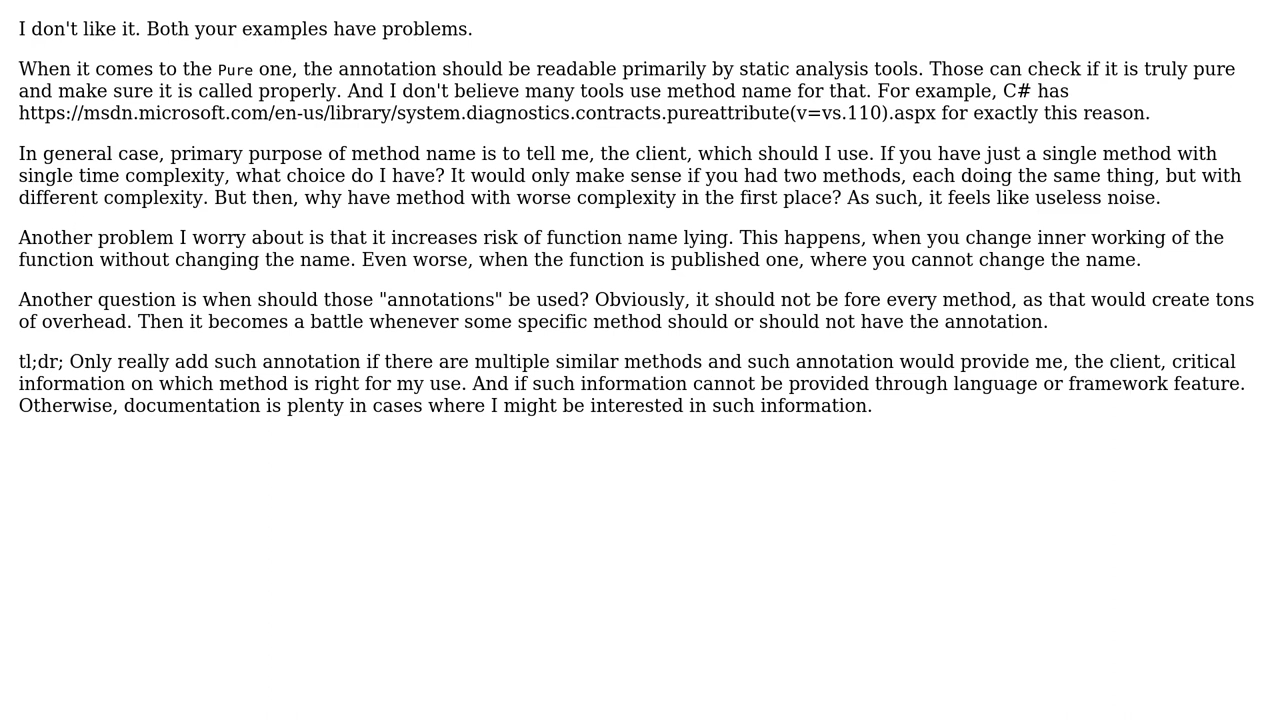 I don't like it. Both your examples have problems.
When it comes to the Pure one, the annotation should be readable primarily by static analysis tools. Those can check if it is truly pure
and make sure it is called properly. And I don't believe many tools use method name for that. For example, C# has
https://msdn.microsoft.com/en-us/library/system.diagnostics.contracts.pureattribute(v=vs.110).aspx for exactly this reason.
In general case, primary purpose of method name is to tell me, the client, which should I use. If you have just a single method with
single time complexity, what choice do I have? It would only make sense if you had two methods, each doing the same thing, but with
different complexity. But then, why have method with worse complexity in the first place? As such, it feels like useless noise.
Another problem I worry about is that it increases risk of function name lying. This happens, when you change inner working of the
function without changing the name. Even worse, when the function is published one, where you cannot change the name.
Another question is when should those "annotations" be used? Obviously, it should not be fore every method, as that would create tons
of overhead. Then it becomes a battle whenever some specific method should or should not have the annotation.
tl;dr; Only really add such annotation if there are multiple similar methods and such annotation would provide me, the client, critical
information on which method is right for my use. And if such information cannot be provided through language or framework feature.
Otherwise, documentation is plenty in cases where I might be interested in such information.